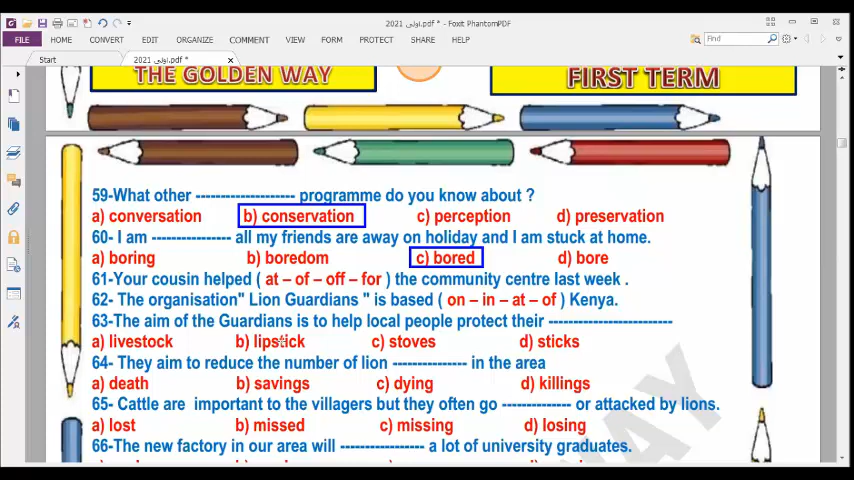 اولى 2021.pdf * - Foxit PhantomPDF
FILE HOME CONVERT EDIT ORGANIZE COMMENT VIEW FORM PROTECT SHARE HELP Find
Start اولى 2021.pdf *
THE GOLDEN WAY FIRST TERM
59-What other -------------------- programme do you know about ?
a) conversation b) conservation c) perception d) preservation
60- I am ---------------- all my friends are away on holiday and I am stuck at home.
a) boring b) boredom c) bored d) bore
61-Your cousin helped ( at – of – off – for ) the community centre last week .
62- The organisation" Lion Guardians " is based ( on – in – at – of ) Kenya.
63-The aim of the Guardians is to help local people protect their -------------------------
a) livestock b) lipstick c) stoves d) sticks
64- They aim to reduce the number of lion --------------- in the area
a) death b) savings c) dying d) killings
65- Cattle are important to the villagers but they often go -------------- or attacked by lions.
a) lost b) missed c) missing d) losing
66-The new factory in our area will ----------------- a lot of university graduates.